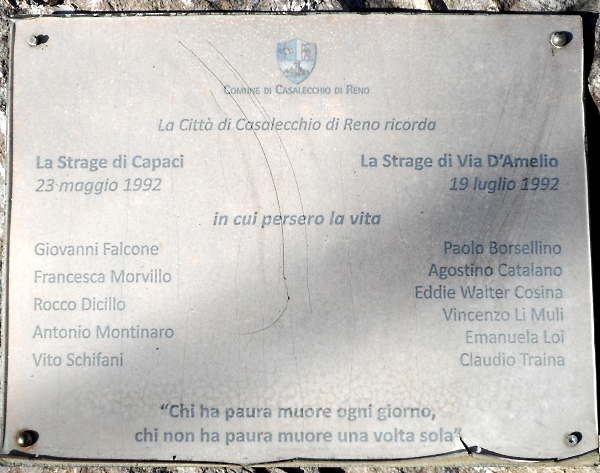 Comune di Casalecchio di Reno
La Città di Casalecchio di Reno ricorda
La Strage di Capaci
23 maggio 1992
La Strage di Via D'Amelio
19 luglio 1992
in cui persero la vita
Giovanni Falcone
Francesca Morvillo
Rocco Dicillo
Antonio Montinaro
Vito Schifani
Paolo Borsellino
Agostino Catalano
Eddie Walter Cosina
Vincenzo Li Muli
Emanuela Loi
Claudio Traina
“Chi ha paura muore ogni giorno,
chi non ha paura muore una volta sola”